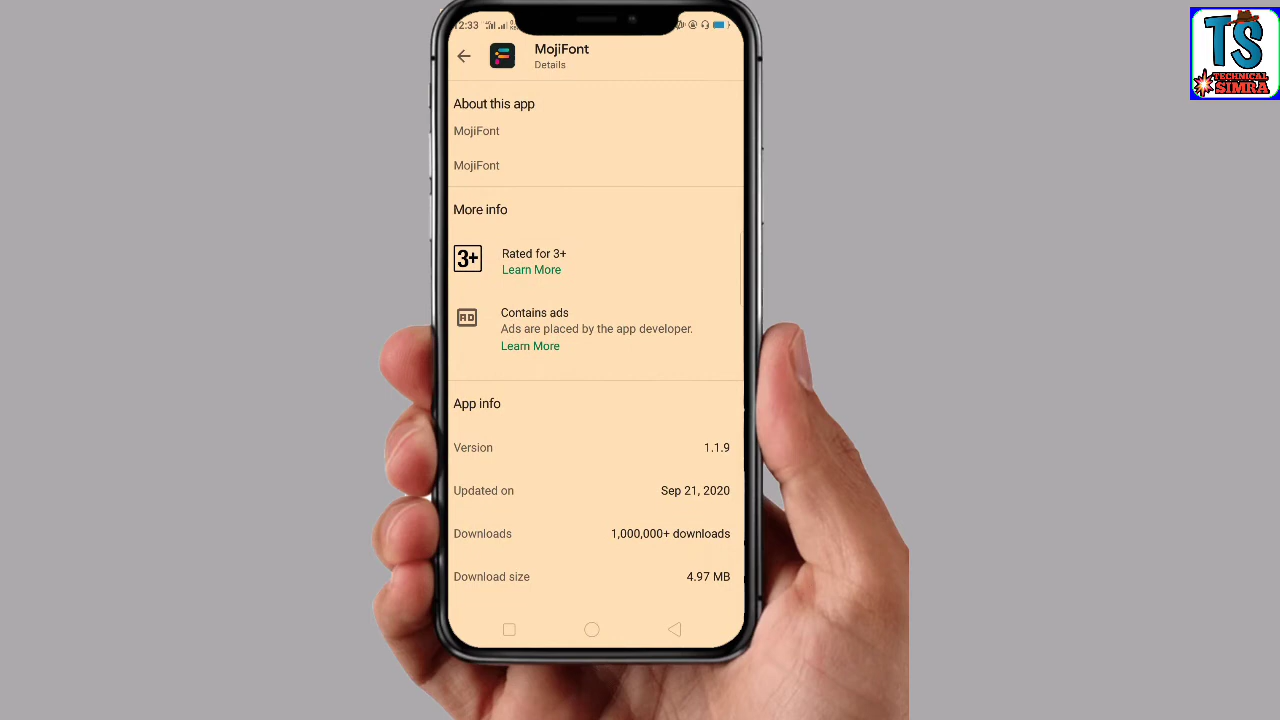 12:33
MojiFont
Details
About this app
MojiFont
MojiFont
More info
3+
Rated for 3+
Learn More
AD
Contains ads
Ads are placed by the app developer.
Learn More
App info
Version 1.1.9
Updated on Sep 21, 2020
Downloads 1,000,000+ downloads
Download size 4.97 MB
TS
TECHNICAL
SIMRA